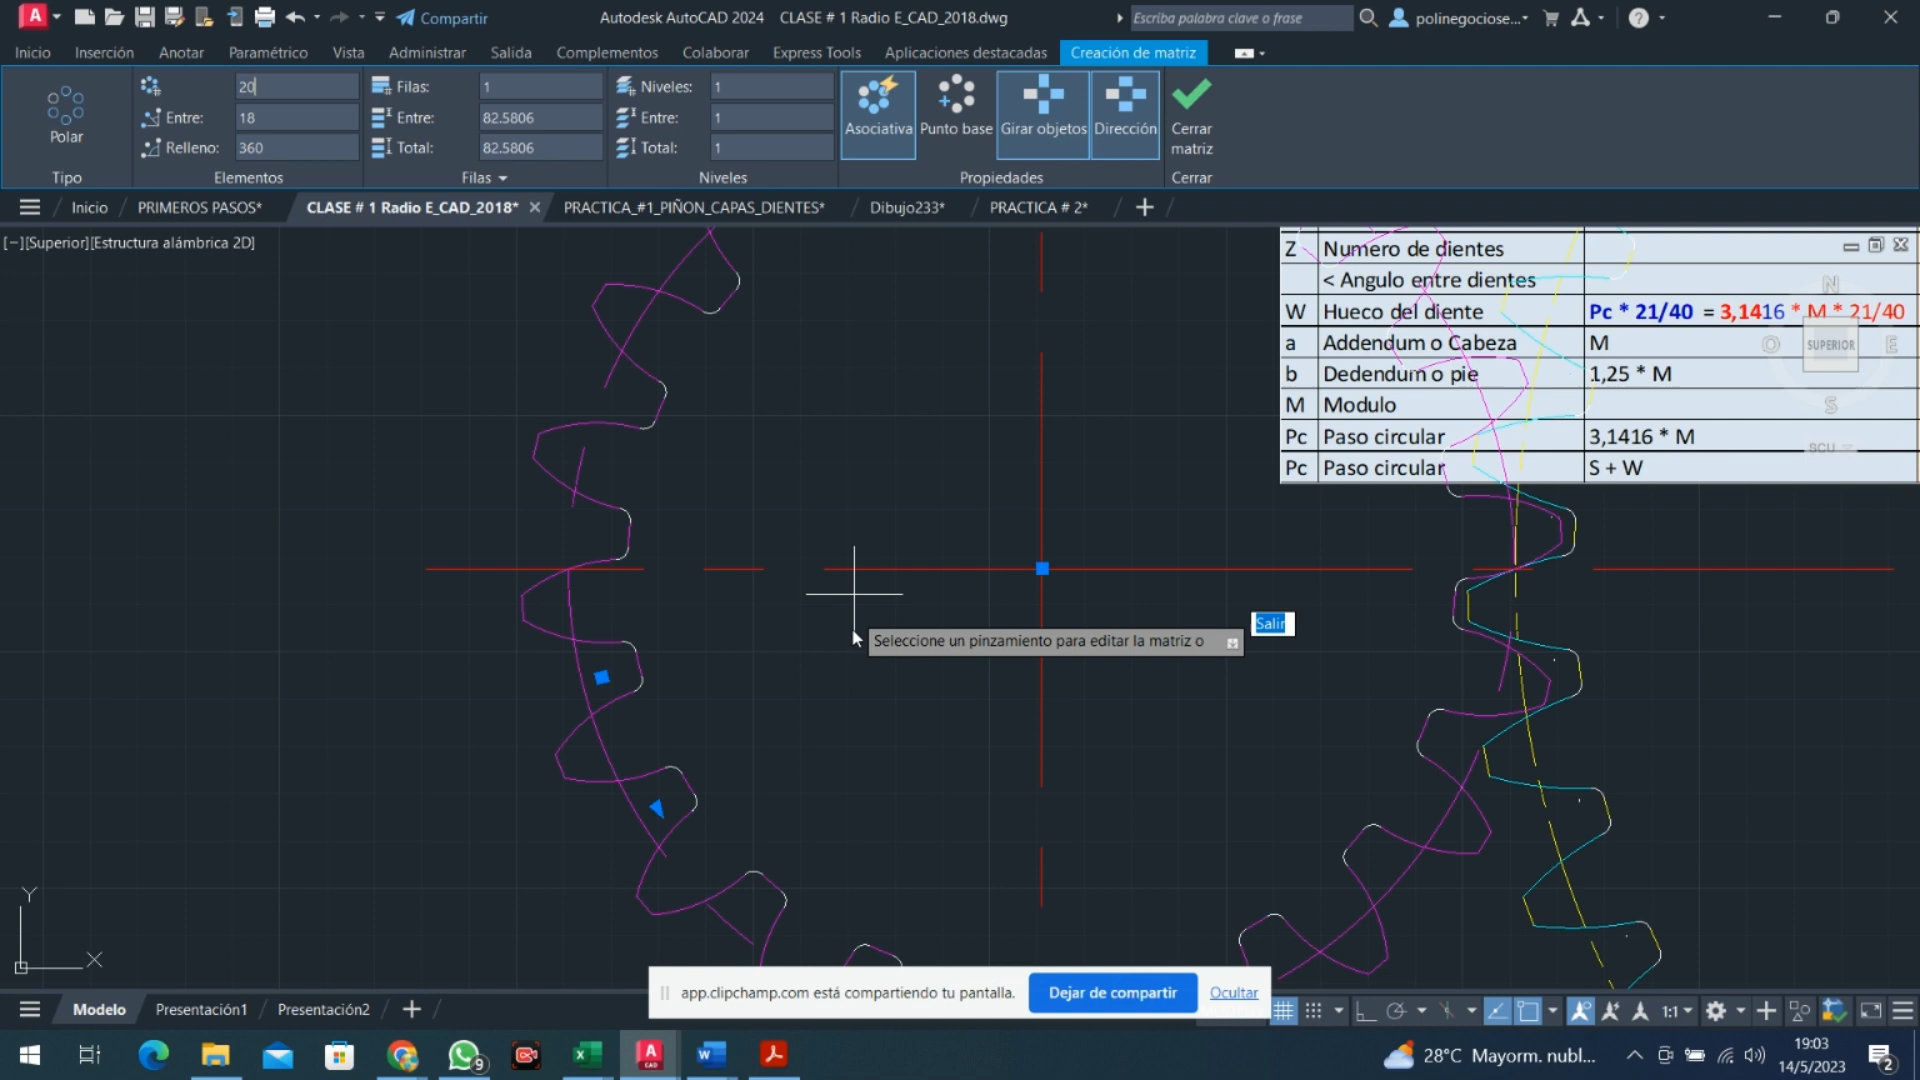 Compartir
Autodesk AutoCAD 2024 CLASE # 1 Radio E_CAD_2018.dwg
Escriba palabra clave o frase
polinegociose...
Inicio Inserción Anotar Paramétrico Vista Administrar Salida Complementos Colaborar Express Tools Aplicaciones destacadas Creación de matriz
20 Filas: 1 Niveles: 1
Entre: 18 Entre: 82.5806 Entre: 1
Relleno: 360 Total: 82.5806 Total: 1
Polar
Asociativa Punto base Girar objetos Dirección Cerrar matriz
Tipo Elementos Filas Niveles Propiedades Cerrar
Inicio PRIMEROS PASOS* CLASE # 1 Radio E_CAD_2018* PRACTICA_#1_PIÑON_CAPAS_DIENTES* Dibujo233* PRACTICA # 2*
[−][Superior][Estructura alámbrica 2D]
Z Numero de dientes
< Angulo entre dientes
W Hueco del diente Pc * 21/40 = 3,1416 * M * 21/40
a Addendum o Cabeza M
b Dedendum o pie 1,25 * M
M Modulo
Pc Paso circular 3,1416 * M
Pc Paso circular S + W
N
O SUPERIOR E
S
SCU
Salir
Seleccione un pinzamiento para editar la matriz o
Y
X
app.clipchamp.com está compartiendo tu pantalla. Dejar de compartir Ocultar
Modelo Presentación1 Presentación2
1:1
9
28°C Mayorm. nubl...
19:03
14/5/2023
2